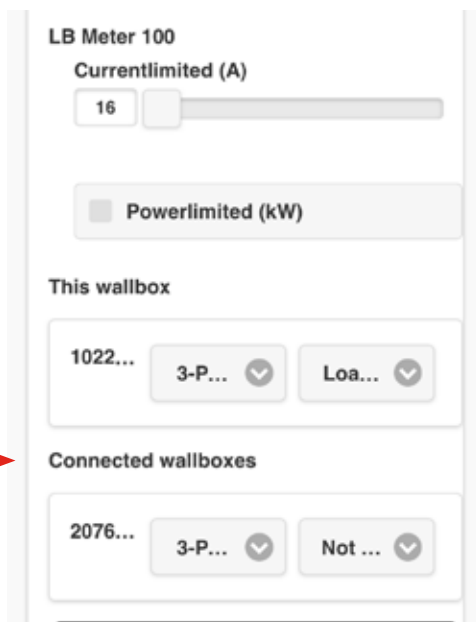 LB Meter 100
Currentlimited (A)
16
Powerlimited (kW)
This wallbox
1022... 3-P... Loa...
Connected wallboxes
2076... 3-P... Not ...